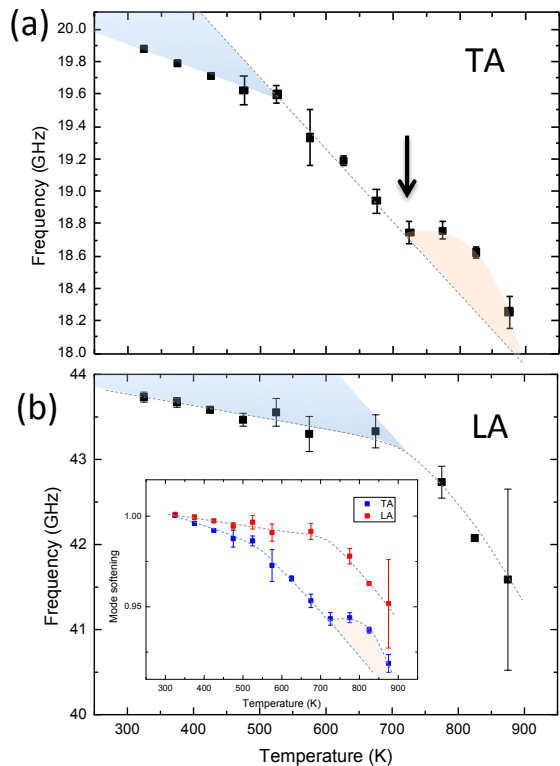 (a)
TA
20.0
19.8
19.6
19.4
19.2
19.0
18.8
18.6
18.4
18.2
18.0
Frequency (GHz)
44
(b)
LA
43
42
41
40
Frequency (GHz)
TA
LA
1.00
0.95
Mode softening
300 400 500 600 700 800 900
Temperature (K)
300 400 500 600 700 800 900
Temperature (K)